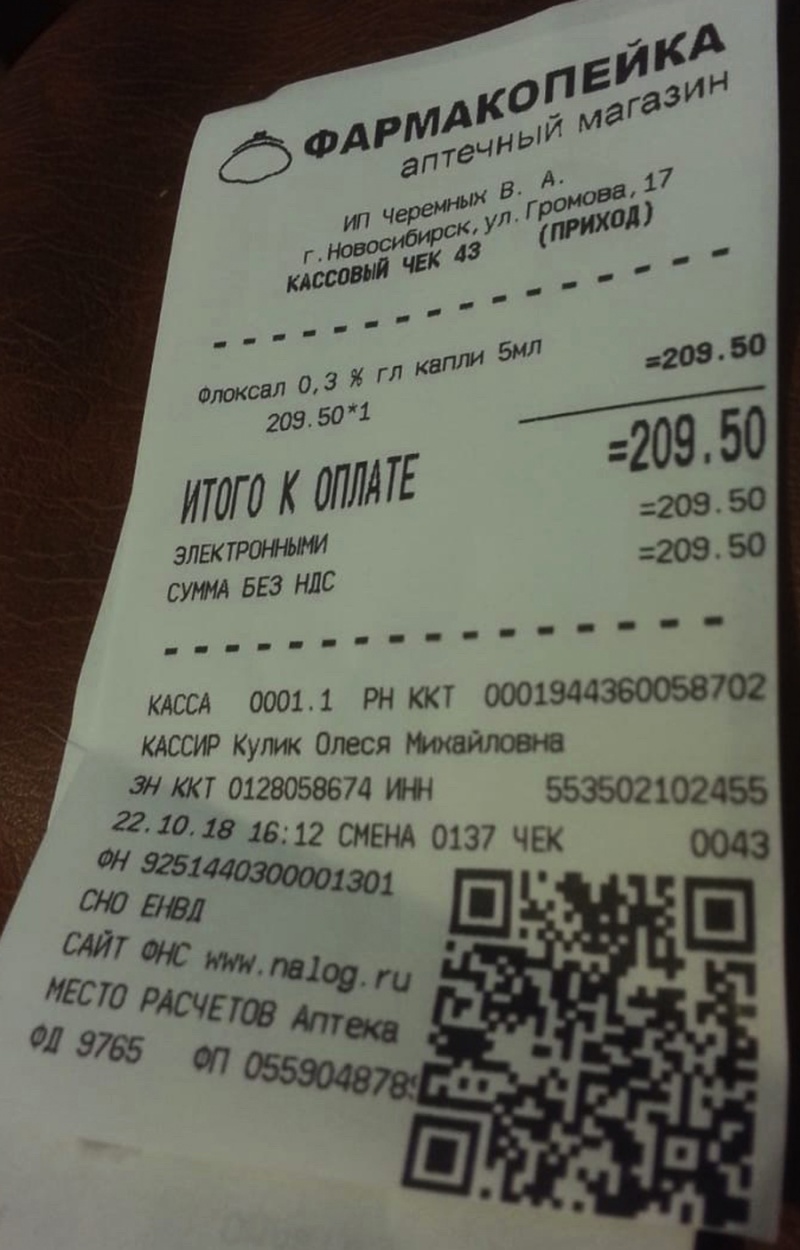 ФАРМАКОПЕЙКА
аптечный магазин
ИП Черемных В. А.
г.Новосибирск, ул. Громова, 17
КАССОВЫЙ ЧЕК 43 (ПРИХОД)
Флоксал 0,3 % гл капли 5мл =209.50
209.50*1
ИТОГО К ОПЛАТЕ =209.50
ЭЛЕКТРОННЫМИ =209.50
СУММА БЕЗ НДС =209.50
КАССА 0001.1 РН ККТ 0001944360058702
КАССИР Кулик Олеся Михайловна
ЗН ККТ 0128058674 ИНН 553502102455
22.10.18 16:12 СМЕНА 0137 ЧЕК 0043
ФН 9251440300001301
СНО ЕНВД
САЙТ ФНС www.nalog.ru
МЕСТО РАСЧЕТОВ Аптека
ФД 9765 ФП 0559048789